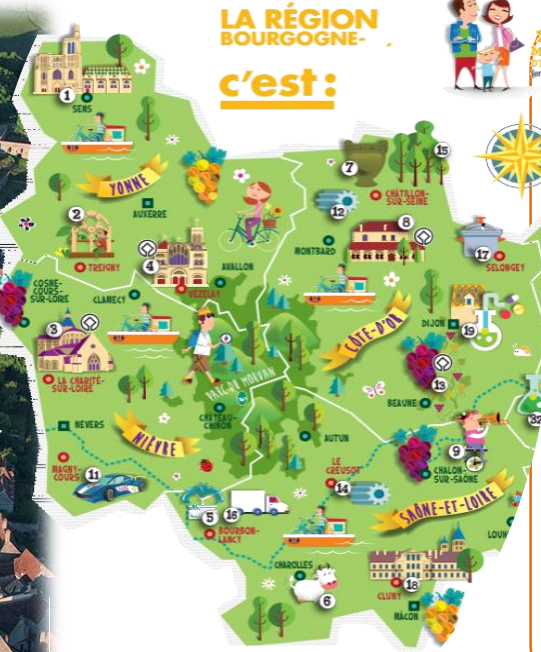 LA RÉGION
BOURGOGNE-
c'est :
1
SENS
YONNE
7
15
CHÂTILLON-
SUR-SEINE
12
2
AUXERRE
8
TREIGNY
4
VEZELAY
AVALLON
MONTBARD
17
SELONGEY
COSNE-
COURS-
SUR-LOIRE
CLAMECY
3
LA CHARITÉ-
SUR-LOIRE
CÔTE-D'OR
DIJON
19
PARC DU MORVAN
13
BEAUNE
32
CHÂTEAU-
CHINON
NEVERS
NIÈVRE
AUTUN
9
CHALON-
SUR-SAÔNE
MAGNY-
COURS
11
LE
CREUSOT
14
5
16
BOURBON-
LANCY
SAÔNE-ET-LOIRE
LOUH
CHAROLLES
6
18
CLUNY
MÂCON